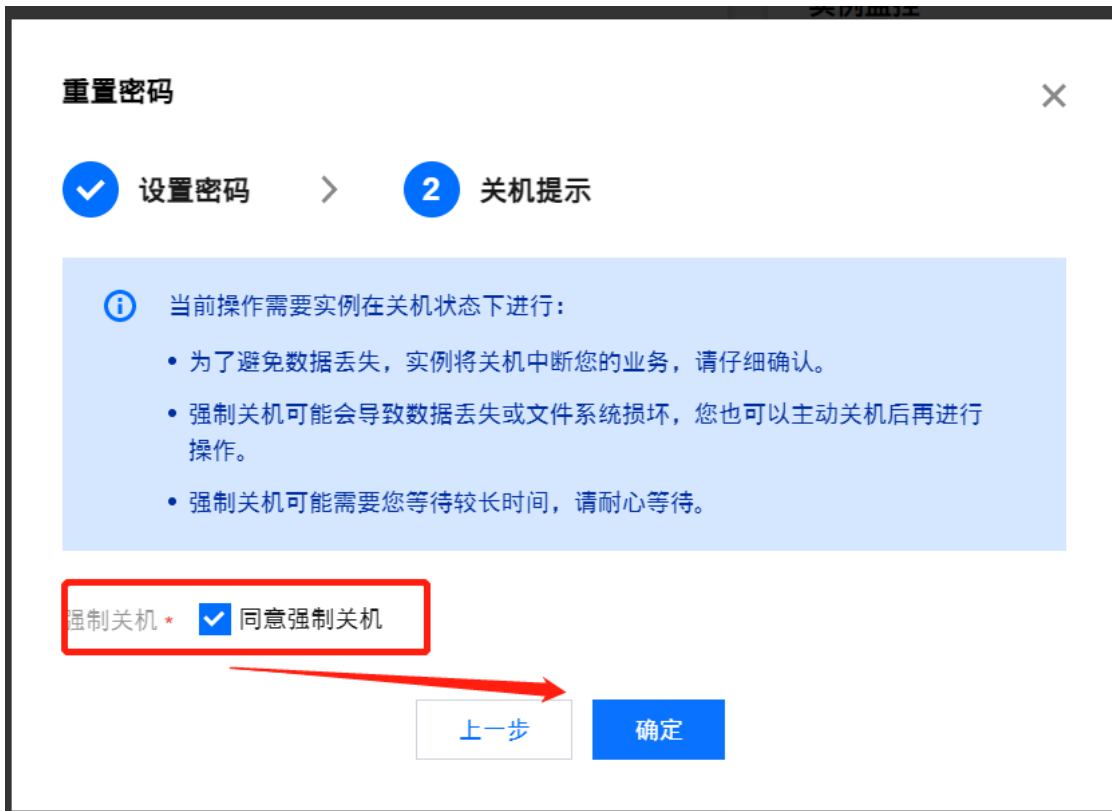 重置密码
设置密码
2
关机提示
当前操作需要实例在关机状态下进行：
• 为了避免数据丢失，实例将关机中断您的业务，请仔细确认。
• 强制关机可能会导致数据丢失或文件系统损坏，您也可以主动关机后再进行
操作。
• 强制关机可能需要您等待较长时间，请耐心等待。
强制关机 * 同意强制关机
上一步
确定